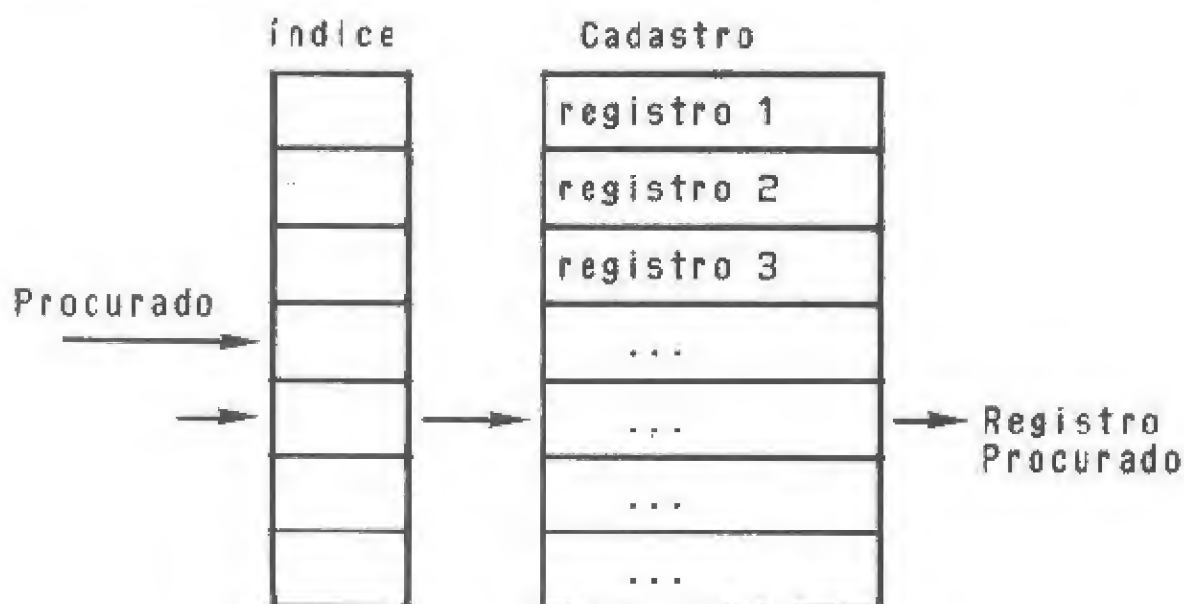 índice
Cadastro
registro 1
registro 2
registro 3
Procurado
...
...
Registro
Procurado
...
...